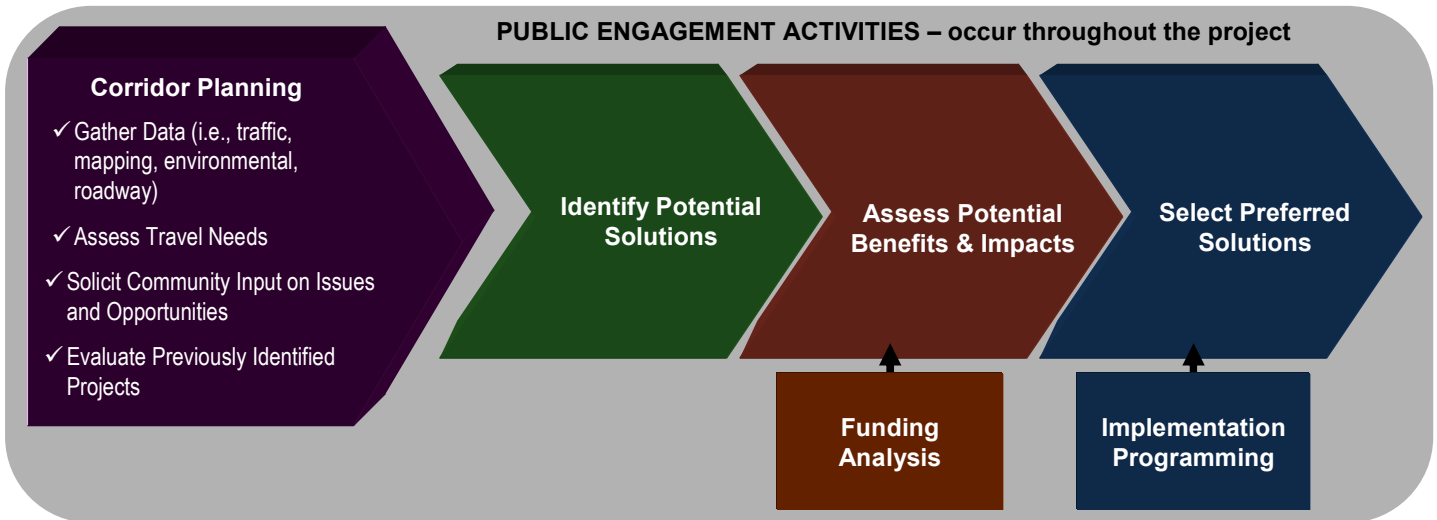 PUBLIC ENGAGEMENT ACTIVITIES – occur throughout the project
Corridor Planning
✓ Gather Data (i.e., traffic,
mapping, environmental,
roadway)
✓ Assess Travel Needs
✓ Solicit Community Input on Issues
and Opportunities
✓ Evaluate Previously Identified
Projects
Identify Potential
Solutions
Assess Potential
Benefits & Impacts
Select Preferred
Solutions
Funding
Analysis
Implementation
Programming